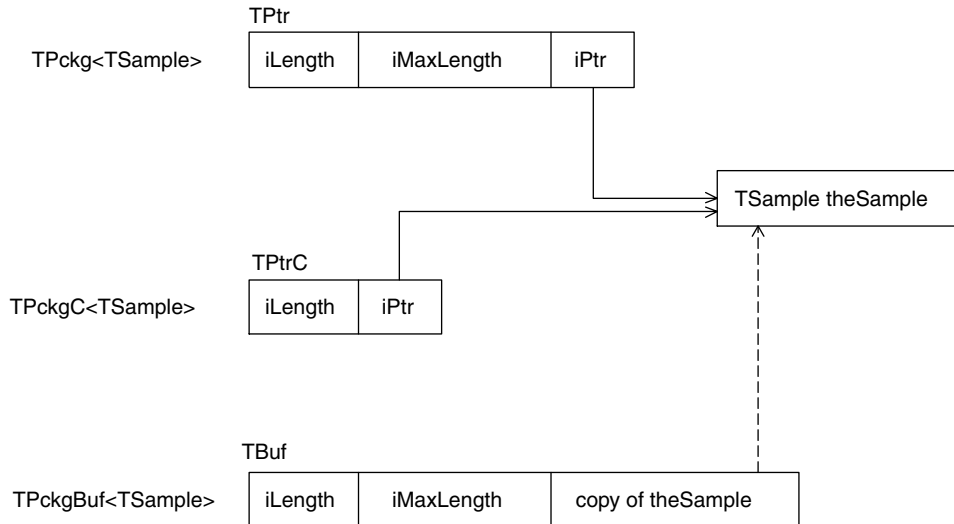 TPtr
TPckg<TSample>
iLength
iMaxLength
iPtr
TSample theSample
TPtrC
TPckgC<TSample>
iLength
iPtr
TBuf
TPckgBuf<TSample>
iLength
iMaxLength
copy of theSample